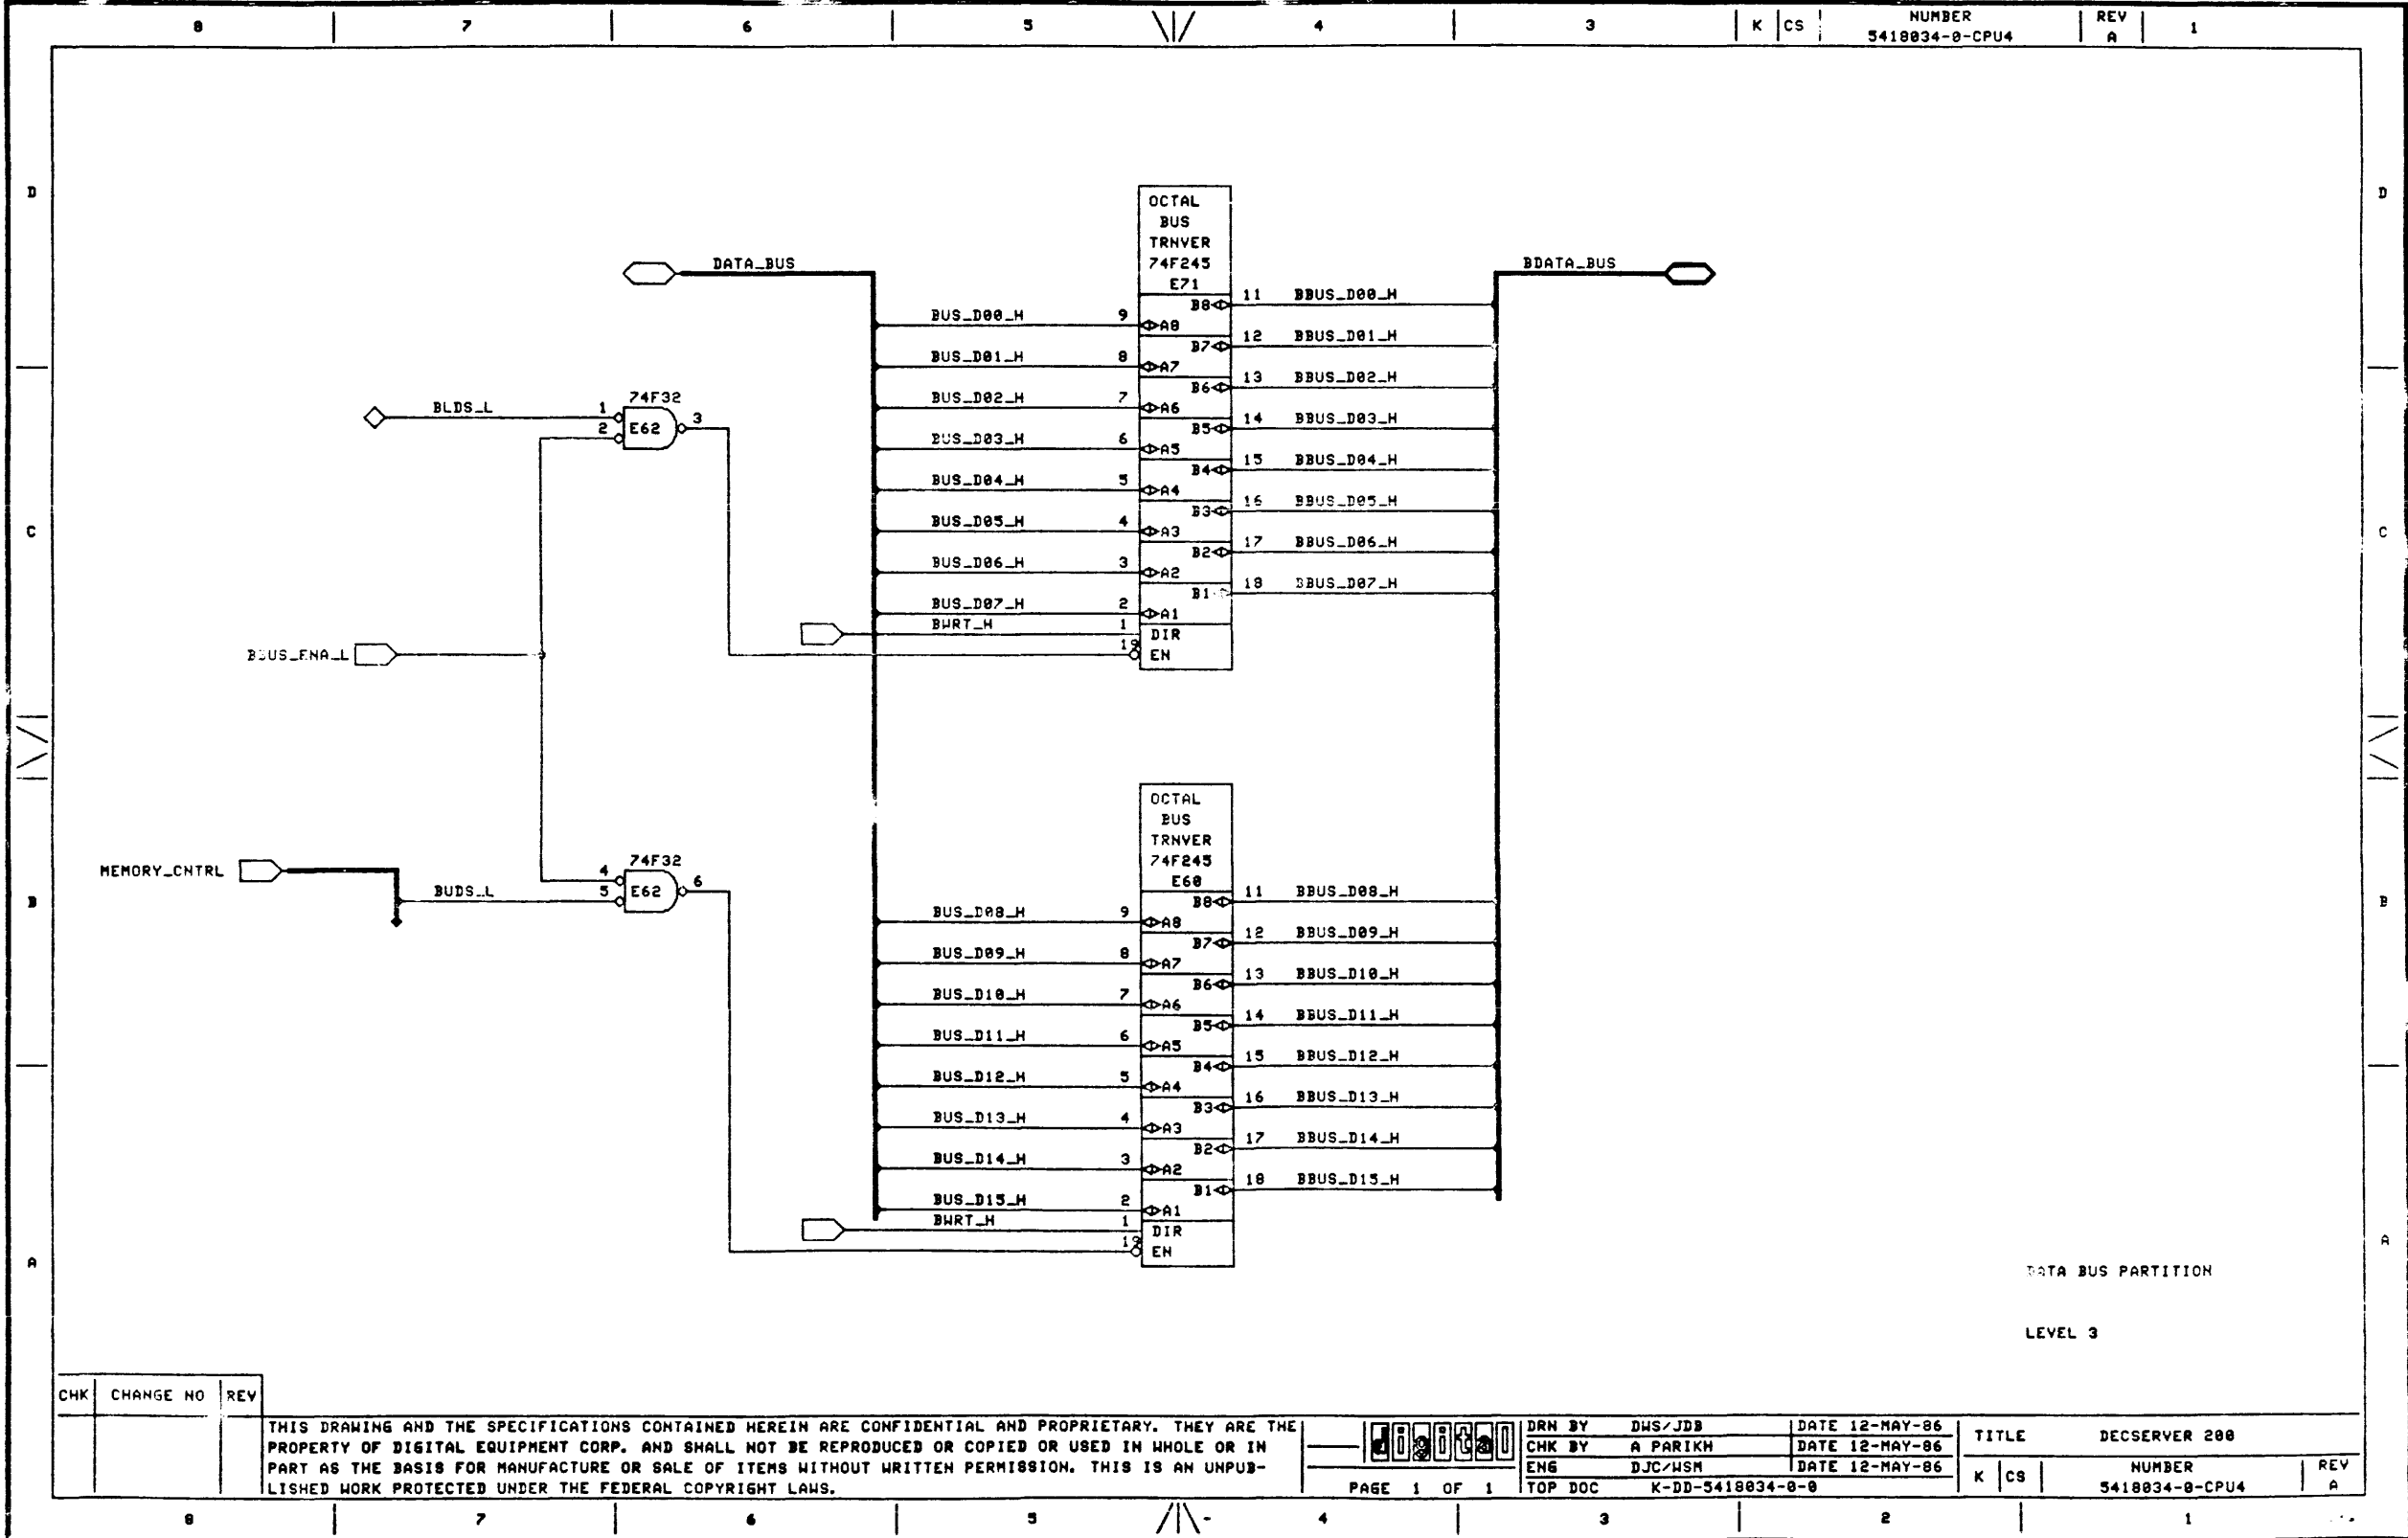 8 7 6 5 4 3 K CS NUMBER REV 1
5418034-0-CPU4 A
D D
C C
B B
A A
OCTAL
BUS
TRNVER
74F245
E71
DATA_BUS
BDATA_BUS
BUS_D00_H 9 A8 B8 11 BBUS_D00_H
BUS_D01_H 8 A7 B7 12 BBUS_D01_H
BUS_D02_H 7 A6 B6 13 BBUS_D02_H
BUS_D03_H 6 A5 B5 14 BBUS_D03_H
BUS_D04_H 5 A4 B4 15 BBUS_D04_H
BUS_D05_H 4 A3 B3 16 BBUS_D05_H
BUS_D06_H 3 A2 B2 17 BBUS_D06_H
BUS_D07_H 2 A1 B1 18 BBUS_D07_H
BWRT_H 1 DIR
19 EN
BLDS_L 1 74F32 3
2 E62
BBUS_ENA_L
OCTAL
BUS
TRNVER
74F245
E60
MEMORY_CNTRL
4 74F32 6
BUDS_L 5 E62
BUS_D08_H 9 A8 B8 11 BBUS_D08_H
BUS_D09_H 8 A7 B7 12 BBUS_D09_H
BUS_D10_H 7 A6 B6 13 BBUS_D10_H
BUS_D11_H 6 A5 B5 14 BBUS_D11_H
BUS_D12_H 5 A4 B4 15 BBUS_D12_H
BUS_D13_H 4 A3 B3 16 BBUS_D13_H
BUS_D14_H 3 A2 B2 17 BBUS_D14_H
BUS_D15_H 2 A1 B1 18 BBUS_D15_H
BWRT_H 1 DIR
19 EN
DATA BUS PARTITION
LEVEL 3
CHK CHANGE NO REV
THIS DRAWING AND THE SPECIFICATIONS CONTAINED HEREIN ARE CONFIDENTIAL AND PROPRIETARY. THEY ARE THE
PROPERTY OF DIGITAL EQUIPMENT CORP. AND SHALL NOT BE REPRODUCED OR COPIED OR USED IN WHOLE OR IN
PART AS THE BASIS FOR MANUFACTURE OR SALE OF ITEMS WITHOUT WRITTEN PERMISSION. THIS IS AN UNPUB-
LISHED WORK PROTECTED UNDER THE FEDERAL COPYRIGHT LAWS.
digital
PAGE 1 OF 1
DRN BY DWS/JDB DATE 12-MAY-86
CHK BY A PARIKH DATE 12-MAY-86
ENG DJC/WSM DATE 12-MAY-86
TOP DOC K-DD-5418034-0-0
TITLE DECSERVER 200
K CS NUMBER REV
5418034-0-CPU4 A
8 7 6 5 4 3 2 1